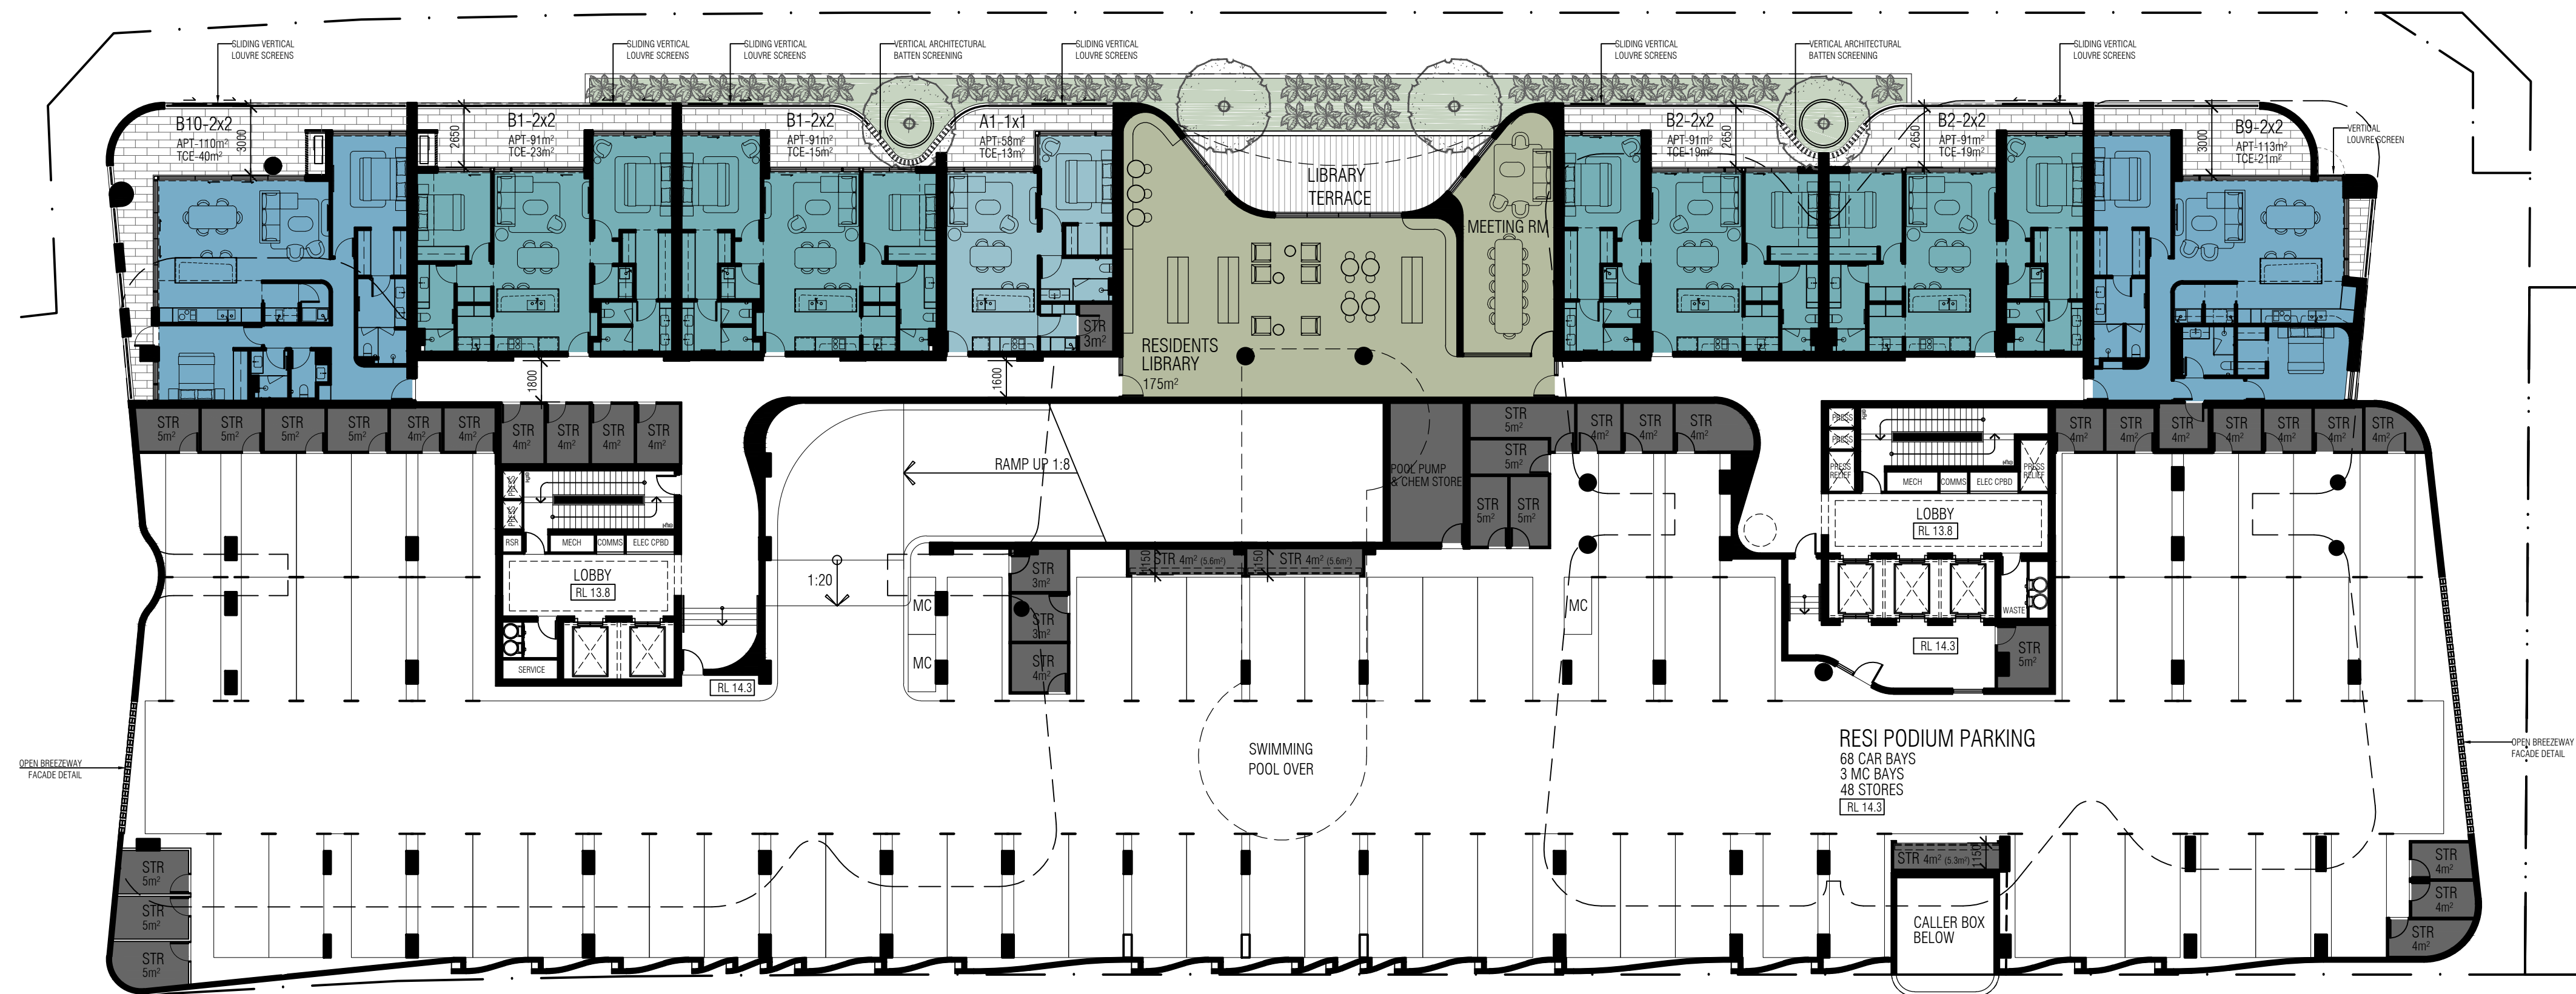 SLIDING VERTICAL
LOUVRE SCREENS
SLIDING VERTICAL
LOUVRE SCREENS
SLIDING VERTICAL
LOUVRE SCREENS
VERTICAL ARCHITECTURAL
BATTEN SCREENING
SLIDING VERTICAL
LOUVRE SCREENS
SLIDING VERTICAL
LOUVRE SCREENS
VERTICAL ARCHITECTURAL
BATTEN SCREENING
SLIDING VERTICAL
LOUVRE SCREENS
B10-2x2
APT-110m²
TCE-40m²
3000
2650
B1-2x2
APT-91m²
TCE-23m²
B1-2x2
APT-91m²
TCE-15m²
A1-1x1
APT-58m²
TCE-13m²
LIBRARY
TERRACE
MEETING RM
B2-2x2
APT-91m²
TCE-19m²
2650
2650
B2-2x2
APT-91m²
TCE-19m²
3000
B9-2x2
APT-113m²
TCE-21m²
VERTICAL
LOUVRE SCREEN
STR
3m²
RESIDENTS
LIBRARY
175m²
1800
1600
STR
5m²
STR
5m²
STR
5m²
STR
5m²
STR
4m²
STR
4m²
STR
4m²
STR
4m²
STR
4m²
STR
4m²
RAMP UP 1:8
POOL PUMP
& CHEM STORE
STR
5m²
STR
5m²
STR
5m²
STR
5m²
STR
4m²
STR
4m²
STR
4m²
PRESS
PRESS
PRESS
RELIEF
PRESS
RELIEF
MECH
COMMS
ELEC CPBD
LOBBY
RL 13.8
STR
4m²
STR
4m²
STR
4m²
STR
4m²
STR
4m²
STR
4m²
STR
4m²
PRESS
PRESS
RSR
MECH
COMMS
ELEC CPBD
LOBBY
RL 13.8
SERVICE
RL 14.3
1:20
MC
MC
STR
3m²
STR
3m²
STR
4m²
1150
STR 4m² (5.6m²)
1150
STR 4m² (5.6m²)
MC
WASTE
RL 14.3
STR
5m²
SWIMMING
POOL OVER
RESI PODIUM PARKING
68 CAR BAYS
3 MC BAYS
48 STORES
RL 14.3
OPEN BREEZEWAY
FACADE DETAIL
OPEN BREEZEWAY
FACADE DETAIL
STR
5m²
STR
5m²
STR
5m²
STR 4m² (5.3m²)
1150
CALLER BOX
BELOW
STR
4m²
STR
4m²
STR
4m²